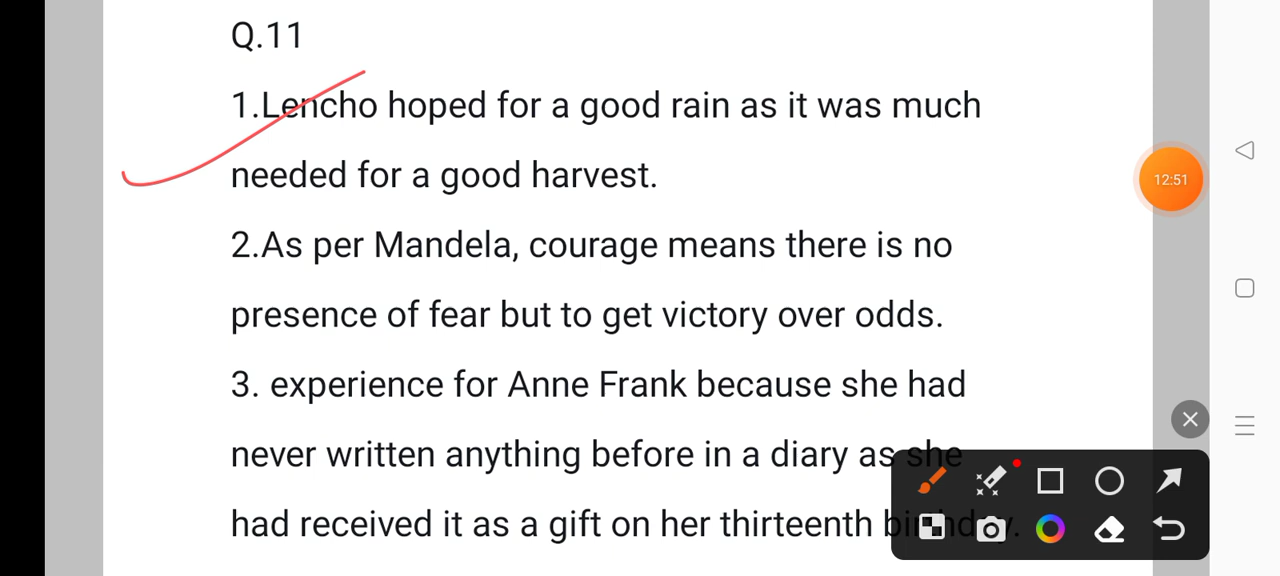 Q.11
1.Lencho hoped for a good rain as it was much
needed for a good harvest.
2.As per Mandela, courage means there is no
presence of fear but to get victory over odds.
3. experience for Anne Frank because she had
never written anything before in a diary as she
had received it as a gift on her thirteenth birthday.
12:51